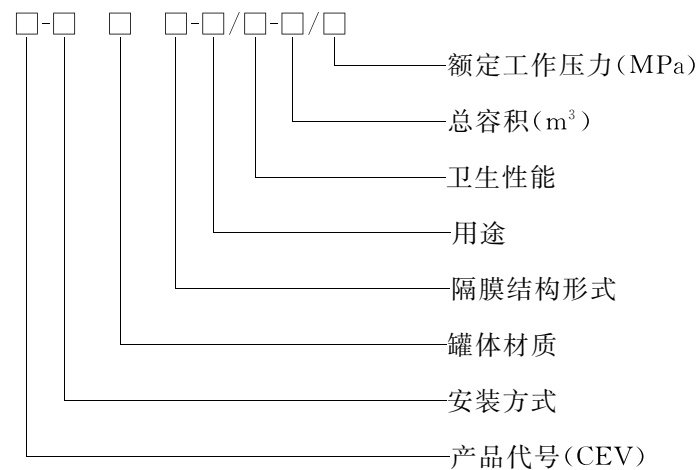 □-□ □ □-□/□-□/□
额定工作压力(MPa)
总容积(m³)
卫生性能
用途
隔膜结构形式
罐体材质
安装方式
产品代号(CEV)